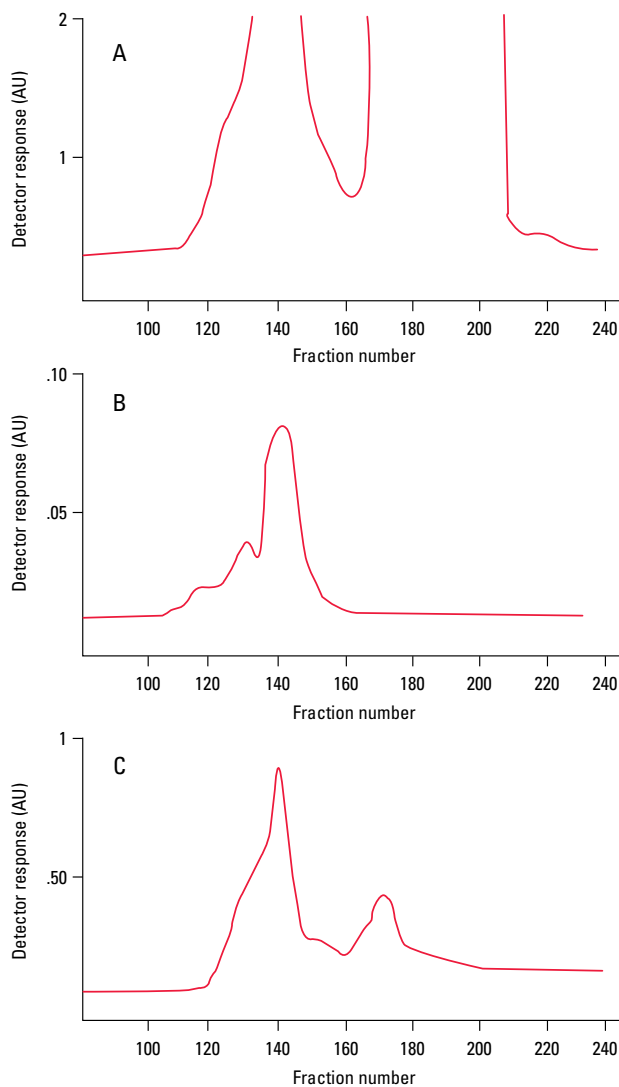 2
A
Detector response (AU)
1
100 120 140 160 180 200 220 240
Fraction number
.10
B
Detector response (AU)
.05
100 120 140 160 180 200 220 240
Fraction number
1
C
Detector response (AU)
.50
100 120 140 160 180 200 220 240
Fraction number